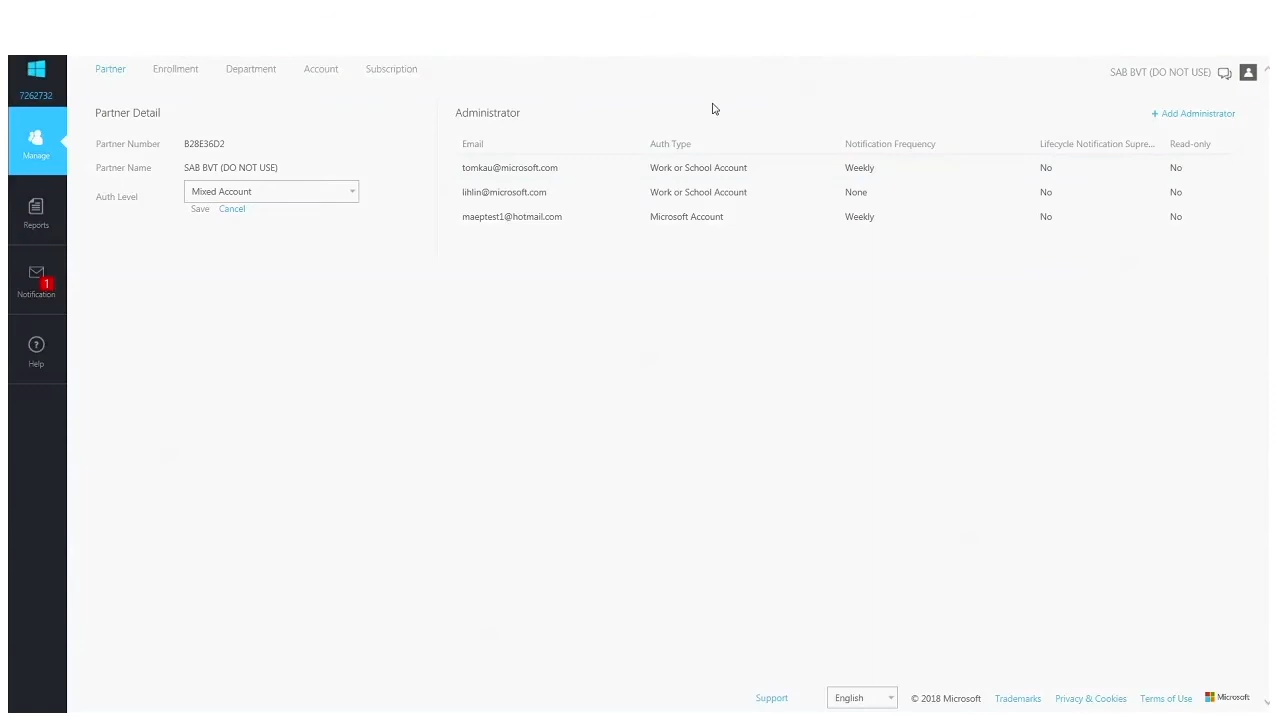 7262732
Manage
Reports
1
Notification
Help
Partner Enrollment Department Account Subscription
SAB BVT (DO NOT USE)
Partner Detail
Partner Number B28E36D2
Partner Name SAB BVT (DO NOT USE)
Auth Level Mixed Account
Save Cancel
Administrator
+ Add Administrator
Email Auth Type Notification Frequency Lifecycle Notification Supre... Read-only
tomkau@microsoft.com Work or School Account Weekly No No
lihlin@microsoft.com Work or School Account None No No
maeptest1@hotmail.com Microsoft Account Weekly No No
Support English © 2018 Microsoft Trademarks Privacy & Cookies Terms of Use Microsoft